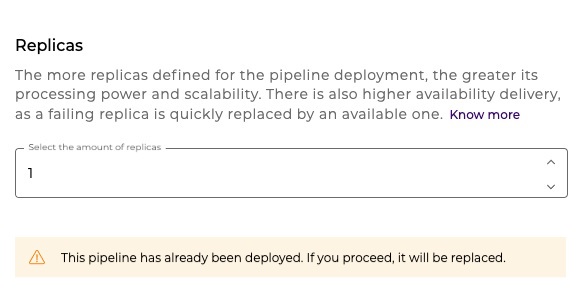 Replicas
The more replicas defined for the pipeline deployment, the greater its
processing power and scalability. There is also higher availability delivery,
as a failing replica is quickly replaced by an available one. Know more
Select the amount of replicas
1
This pipeline has already been deployed. If you proceed, it will be replaced.